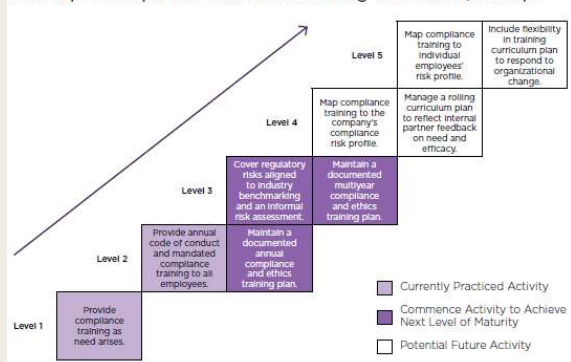 Map compliance
training to
individual
employees'
risk profile.
Include flexibility
in training
curriculum plan
to respond to
organizational
change.
Level 5
Map compliance
training to the
company's
compliance
risk profile.
Manage a rolling
curriculum plan
to reflect internal
partner feedback
on need and
efficacy.
Level 4
Cover regulatory
risks aligned
to industry
benchmarking
and an informal
risk assessment.
Maintain a
documented
multiyear
compliance
and ethics
training plan.
Level 3
Provide annual
code of conduct
and mandated
compliance
training to all
employees.
Maintain a
documented
annual
compliance
and ethics
training plan.
Level 2
Provide
compliance
training as
need arises.
Level 1
Currently Practiced Activity
Commence Activity to Achieve
Next Level of Maturity
Potential Future Activity